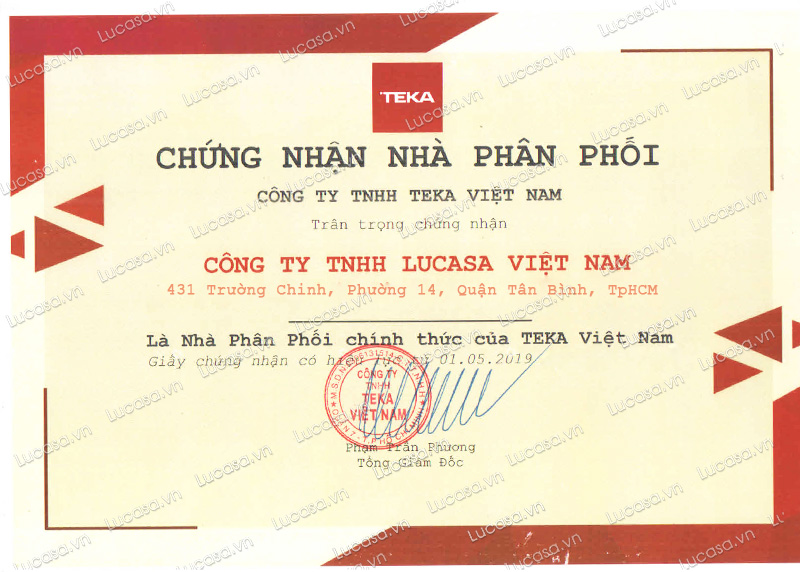 TEKA
CHỨNG NHẬN NHÀ PHÂN PHỐI
CÔNG TY TNHH TEKA VIỆT NAM
Trân trọng chứng nhận
CÔNG TY TNHH LUCASA VIỆT NAM
431 Trường Chinh, Phường 14, Quận Tân Bình, TpHCM
Là Nhà Phân Phối chính thức của TEKA Việt Nam
Giấy chứng nhận có hiệu lực từ 01.05.2019
CÔNG TY
TNHH
TEKA
VIỆT NAM
Phạm Trần Phương
Tổng Giám Đốc
Lucasa.vn